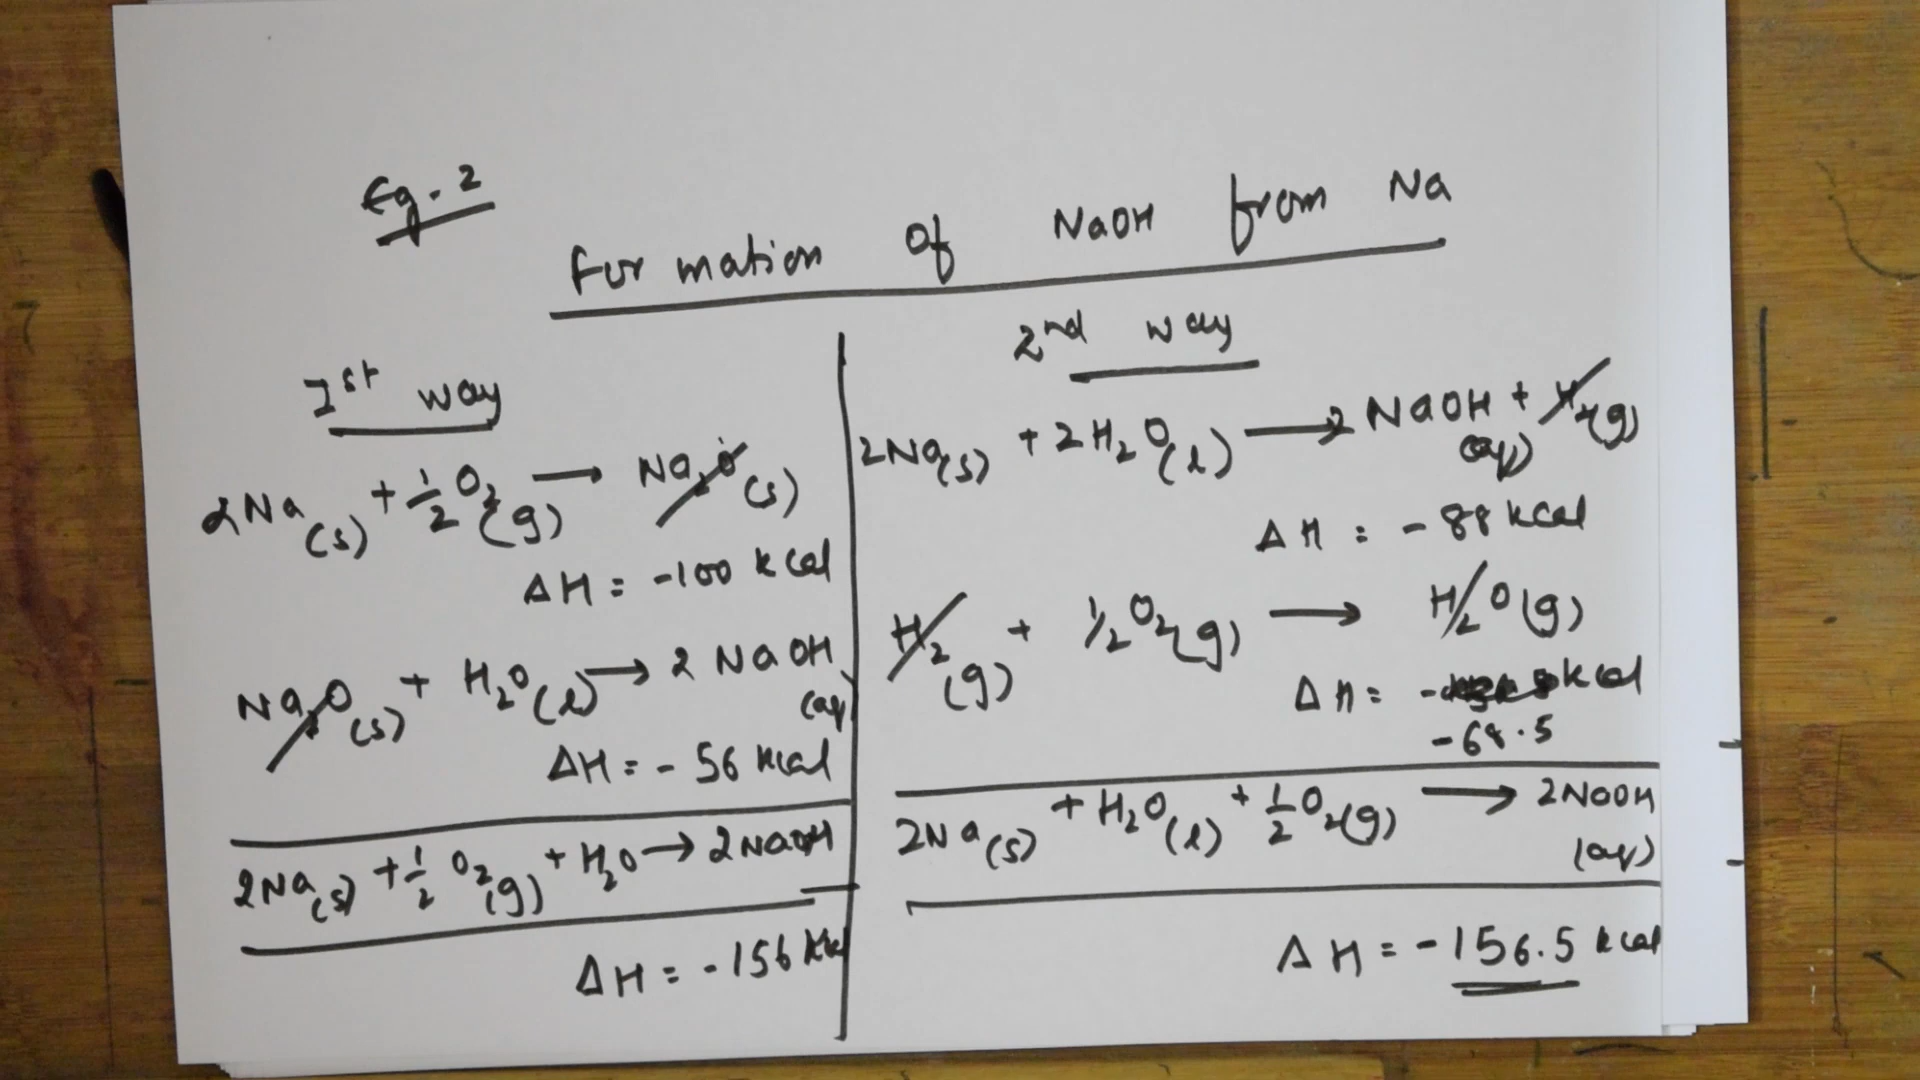 Eg. 2
Formation of NaOH from Na
1st way
2Na(s) + 1/2 O2(g) → Na2O(s)
ΔH = -100 kcal
Na2O(s) + H2O(l) → 2 NaOH (aq)
ΔH = - 56 kcal
2Na(s) + 1/2 O2(g) + H2O → 2NaOH
ΔH = -156 kcal
2nd way
2Na(s) + 2H2O(l) → 2 NaOH (aq) + H2(g)
ΔH = - 88 kcal
H2(g) + 1/2 O2(g) → H2O(g)
ΔH = - kcal
-68.5
2Na(s) + H2O(l) + 1/2 O2(g) → 2NaOH (aq)
ΔH = -156.5 kcal